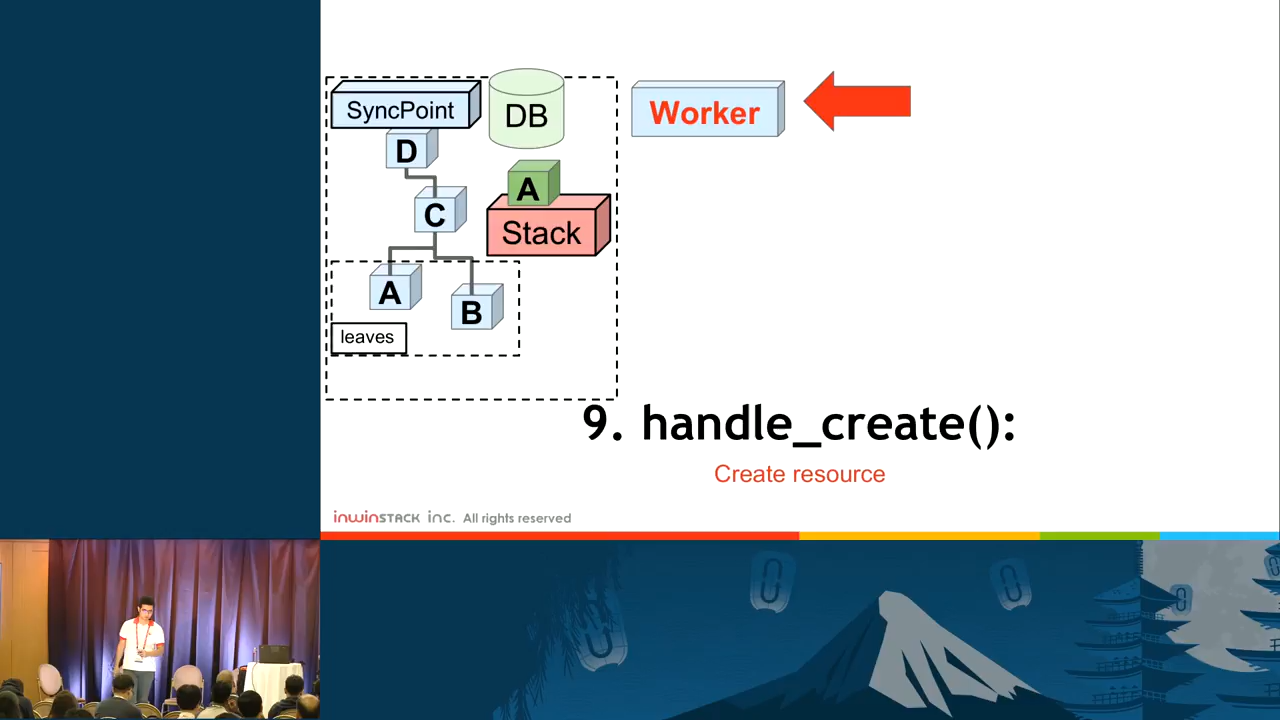 SyncPoint
DB
Worker
D
A
C
Stack
A
B
leaves
9. handle_create():
Create resource
inwinSTACK inc. All rights reserved